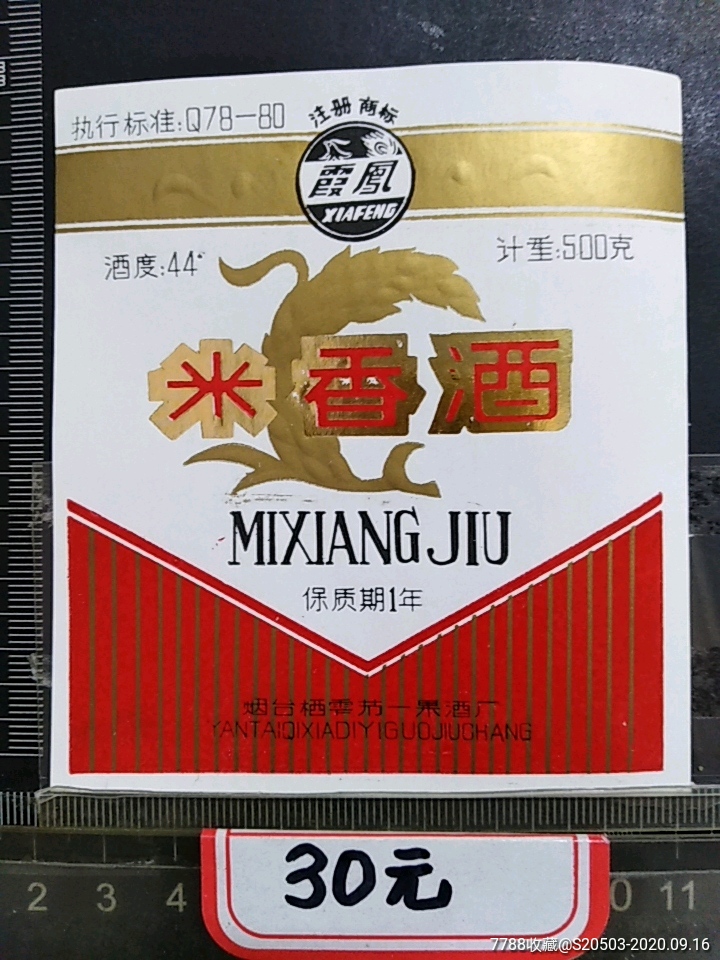 注册商标
执行标准:Q78—80
霞鳳
XIAFENG
酒度:44°
计重:500克
米香酒
MIXIANG JIU
保质期1年
烟台栖霞第一果酒厂
YANTAIQIXIADIYIGUOJIUCHANG
30元
2 3 4 0 11
7788收藏@S20503-2020.09.16